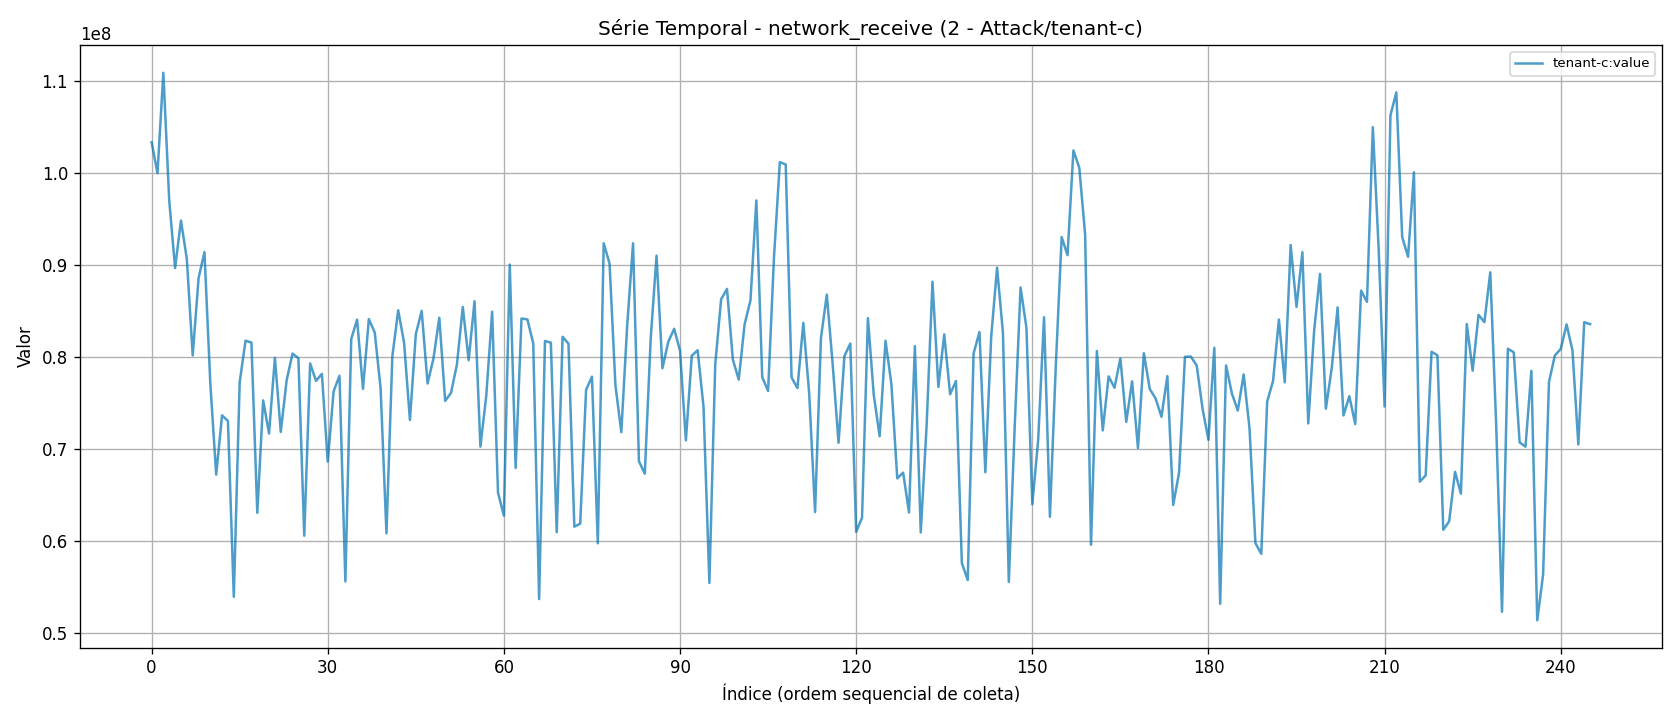 Série Temporal - network_receive (2 - Attack/tenant-c)
1e8
tenant-c:value
1.1
1.0
0.9
0.8
0.7
0.6
0.5
Valor
0 30 60 90 120 150 180 210 240
Índice (ordem sequencial de coleta)